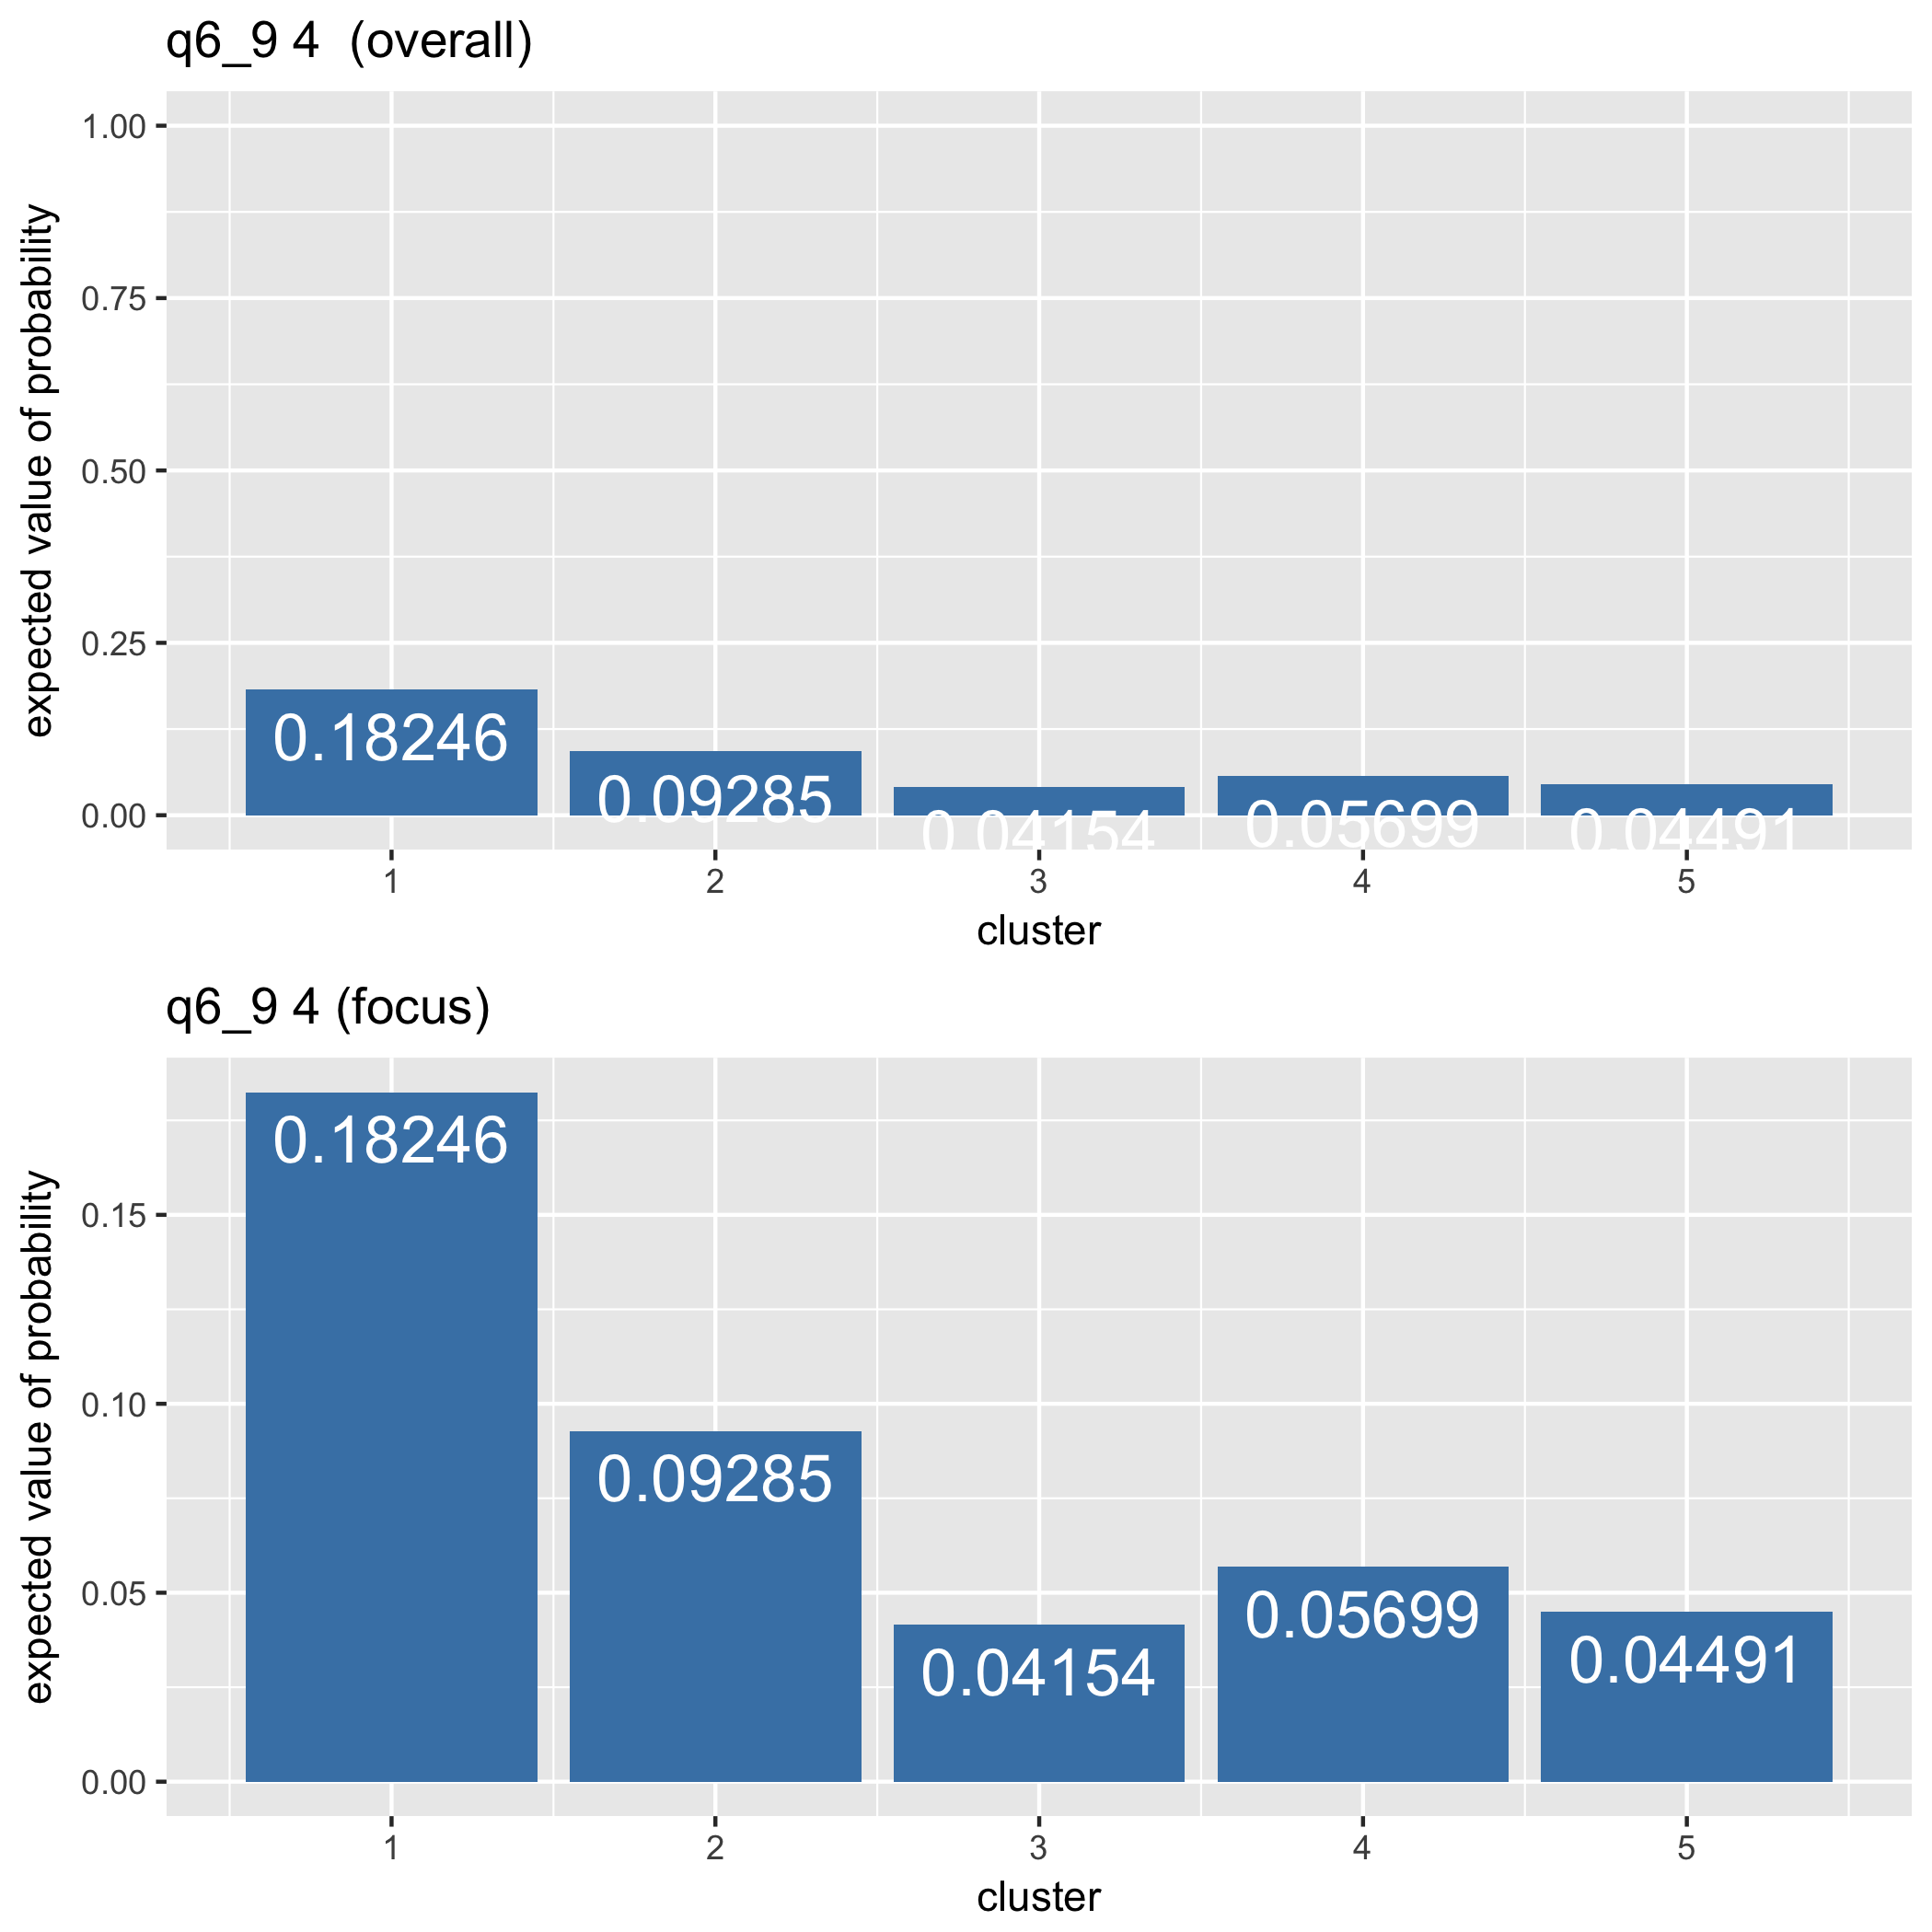 q6_9 4 (overall)
expected value of probability
1.00
0.75
0.50
0.25
0.00
0.18246
0.09285
0.04154
0.05699
0.04491
1 2 3 4 5
cluster
q6_9 4 (focus)
expected value of probability
0.15
0.10
0.05
0.00
0.18246
0.09285
0.04154
0.05699
0.04491
1 2 3 4 5
cluster